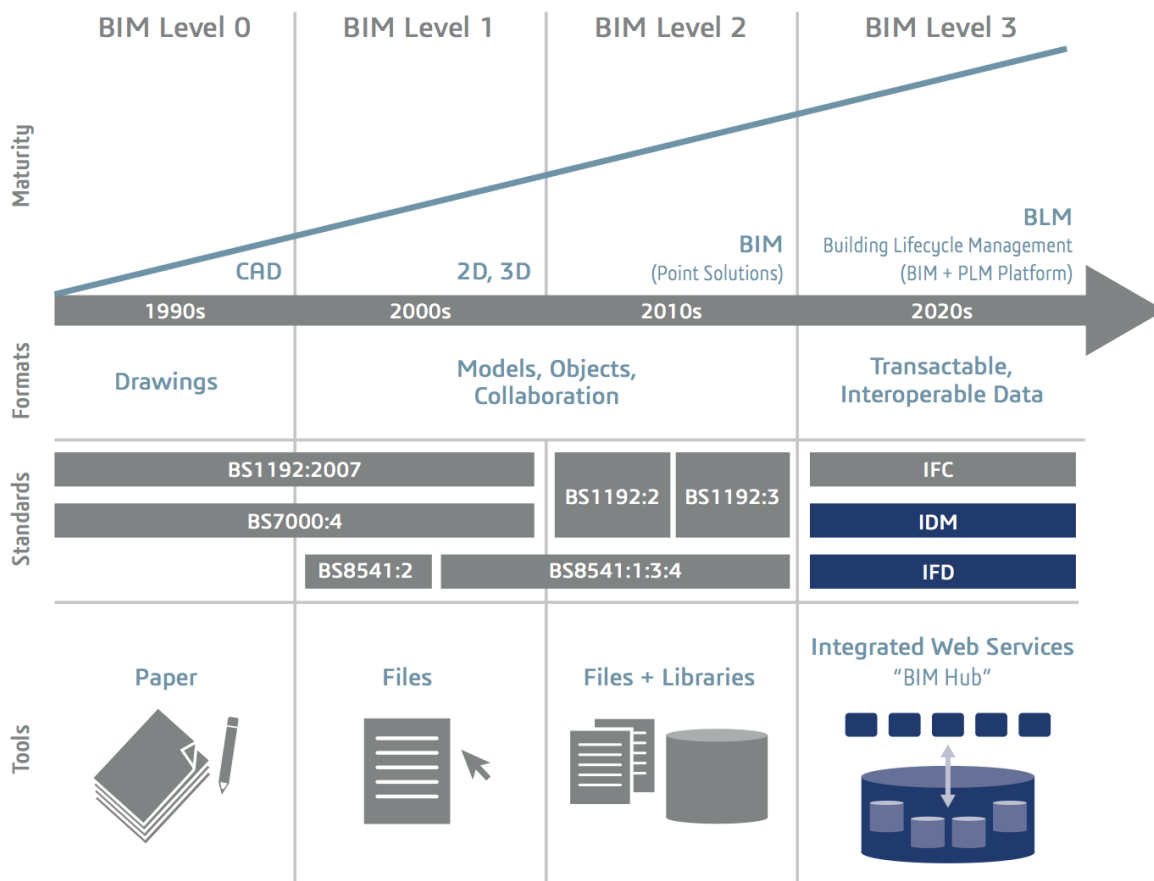 BIM Level 0
BIM Level 1
BIM Level 2
BIM Level 3
Maturity
CAD
2D, 3D
BIM
(Point Solutions)
BLM
Building Lifecycle Management
(BIM + PLM Platform)
1990s
2000s
2010s
2020s
Formats
Drawings
Models, Objects,
Collaboration
Transactable,
Interoperable Data
Standards
BS1192:2007
BS7000:4
BS8541:2
BS8541:1:3:4
BS1192:2
BS1192:3
IFC
IDM
IFD
Tools
Paper
Files
Files + Libraries
Integrated Web Services
“BIM Hub”